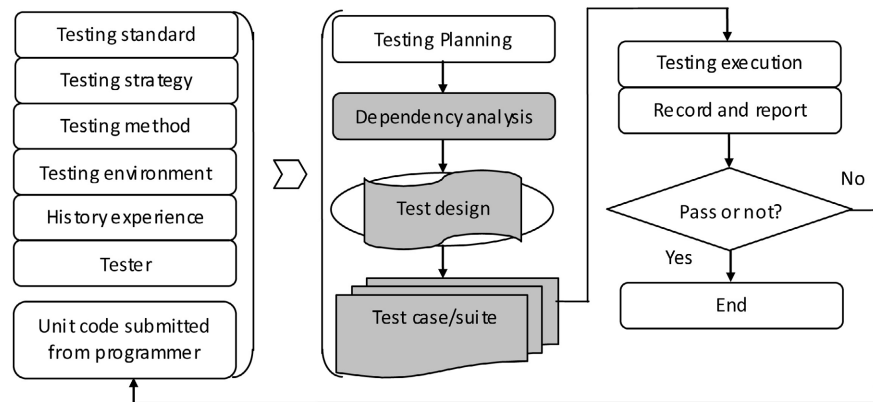 Testing standard
Testing strategy
Testing method
Testing environment
History experience
Tester
Unit code submitted
from programmer
Testing Planning
Dependency analysis
Test design
Test case/suite
Testing execution
Record and report
Pass or not?
No
Yes
End